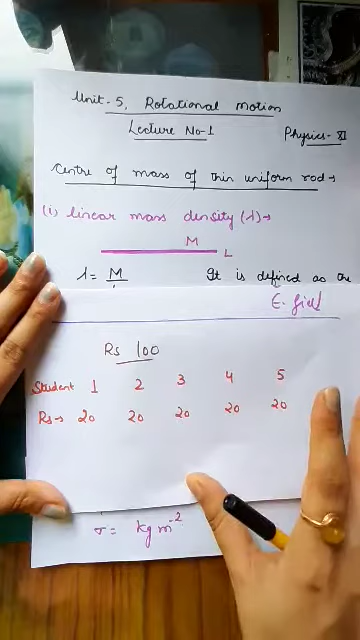 Unit-5, Rotational motion
Lecture No-1
Physics-XI
Centre of mass of thin uniform rod→
(i) linear mass density (λ)→
M
L
λ = M
It is defined as the
E. field
Rs 100
Student 1 2 3 4 5
Rs→ 20 20 20 20 20
σ = kg m⁻²